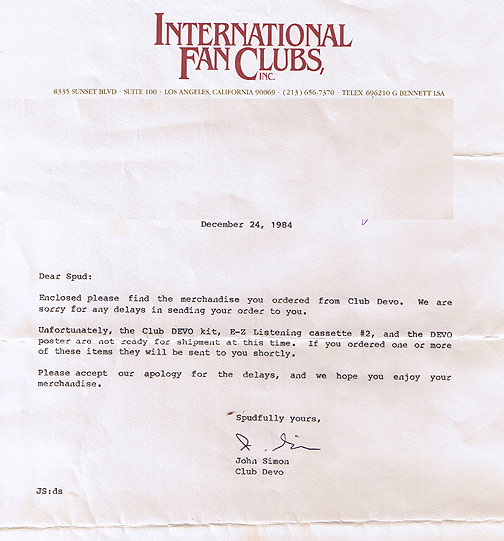 INTERNATIONAL
FAN CLUBS,
INC.
8335 SUNSET BLVD · SUITE 100 · LOS ANGELES, CALIFORNIA 90069 · (213) 656-7370 · TELEX 696210 G BENNETT LSA
December 24, 1984
Dear Spud:
Enclosed please find the merchandise you ordered from Club Devo. We are
sorry for any delays in sending your order to you.
Unfortunately, the Club DEVO kit, E-Z Listening cassette #2, and the DEVO
poster are not ready for shipment at this time. If you ordered one or more
of these items they will be sent to you shortly.
Please accept our apology for the delays, and we hope you enjoy your
merchandise.
Spudfully yours,
John Simon
Club Devo
JS:ds